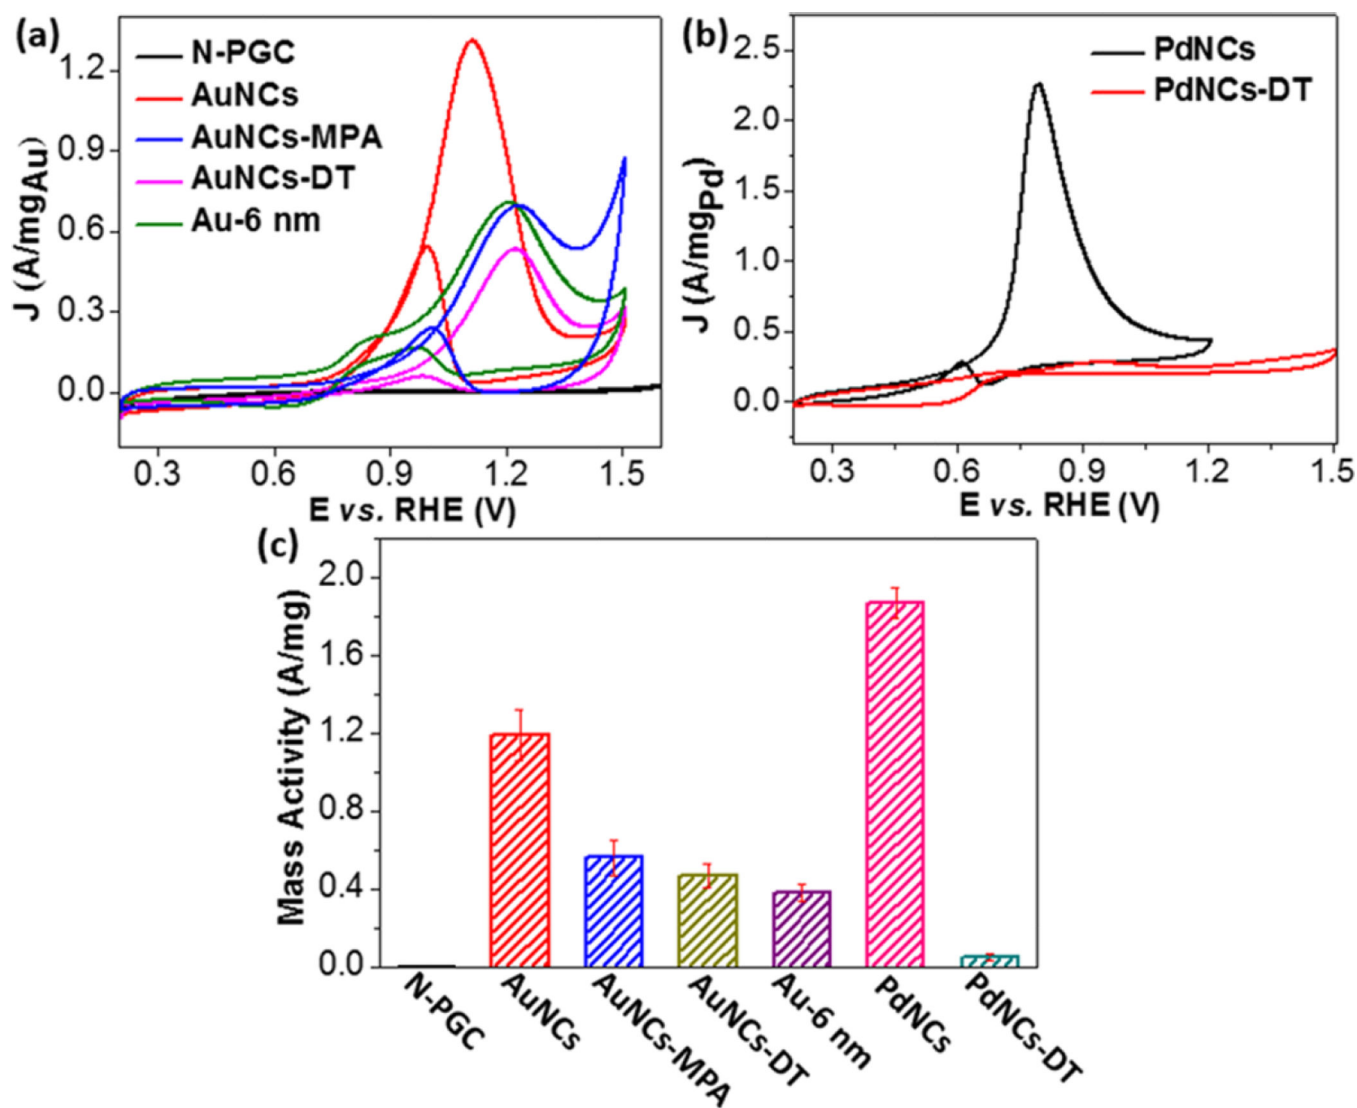 (a)
N-PGC
AuNCs
AuNCs-MPA
AuNCs-DT
Au-6 nm
J (A/mgAu)
1.2
0.9
0.6
0.3
0.0
0.3 0.6 0.9 1.2 1.5
E vs. RHE (V)
(b)
PdNCs
PdNCs-DT
J (A/mgPd)
2.5
2.0
1.5
1.0
0.5
0.0
0.3 0.6 0.9 1.2 1.5
E vs. RHE (V)
(c)
Mass Activity (A/mg)
2.0
1.6
1.2
0.8
0.4
0.0
N-PGC
AuNCs
AuNCs-MPA
AuNCs-DT
Au-6 nm
PdNCs
PdNCs-DT